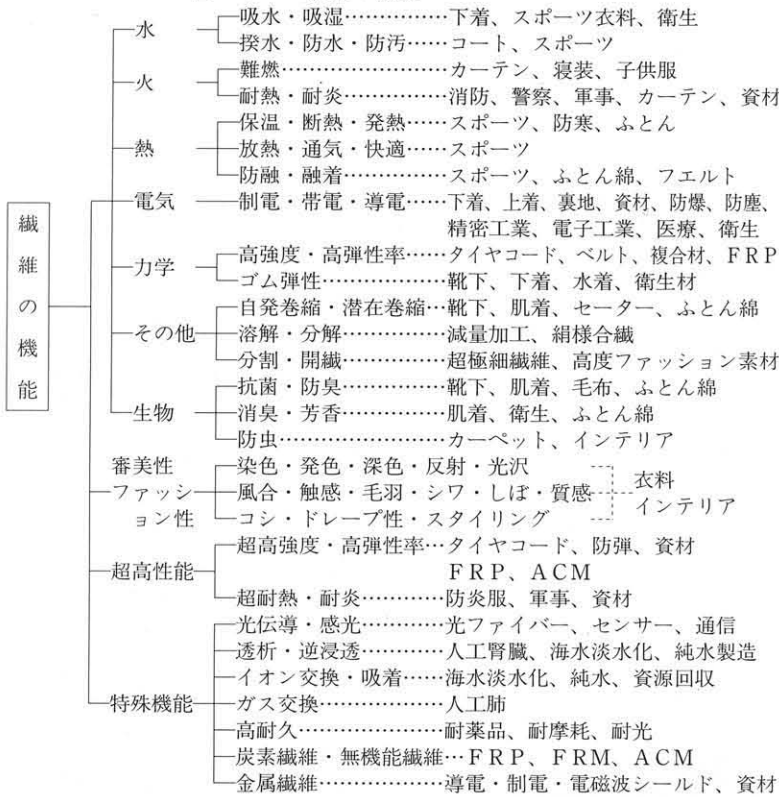 繊維の機能
水
吸水・吸湿……………………下着、スポーツ衣料、衛生
撥水・防水・防汚……コート、スポーツ
火
難燃……………………カーテン、寝装、子供服
耐熱・耐炎……………消防、警察、軍事、カーテン、資材
熱
保温・断熱・発熱……スポーツ、防寒、ふとん
放熱・通気・快適……スポーツ
防融・融着……………スポーツ、ふとん綿、フエルト
電気
制電・帯電・導電……下着、上着、裏地、資材、防爆、防塵、
精密工業、電子工業、医療、衛生
力学
高強度・高弾性率……タイヤコード、ベルト、複合材、FRP
ゴム弾性………………靴下、下着、水着、衛生材
その他
自発巻縮・潜在巻縮…靴下、肌着、セーター、ふとん綿
溶解・分解……………減量加工、絹様合繊
分割・開繊……………超極細繊維、高度ファッション素材
生物
抗菌・防臭……………靴下、肌着、毛布、ふとん綿
消臭・芳香……………肌着、衛生、ふとん綿
防虫……………………カーペット、インテリア
審美性
ファッシ
ョン性
染色・発色・深色・反射・光沢
風合・触感・毛羽・シワ・しぼ・質感
コシ・ドレープ性・スタイリング
衣料
インテリア
超高性能
超高強度・高弾性率…タイヤコード、防弾、資材
FRP、ACM
超耐熱・耐炎…………防炎服、軍事、資材
特殊機能
光伝導・感光…………光ファイバー、センサー、通信
透析・逆浸透…………人工腎臓、海水淡水化、純水製造
イオン交換・吸着……海水淡水化、純水、資源回収
ガス交換………………人工肺
高耐久…………………耐薬品、耐摩耗、耐光
炭素繊維・無機能繊維…FRP、FRM、ACM
金属繊維………………導電・制電・電磁波シールド、資材